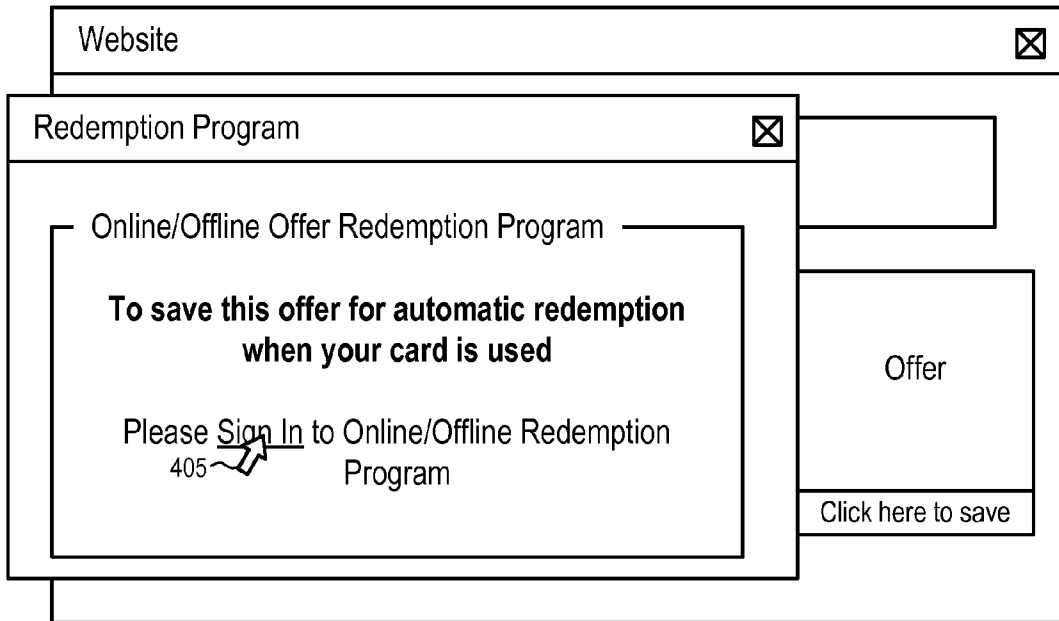 Website
Redemption Program
Online/Offline Offer Redemption Program
To save this offer for automatic redemption
when your card is used
Please Sign In to Online/Offline Redemption
405
Program
Offer
Click here to save